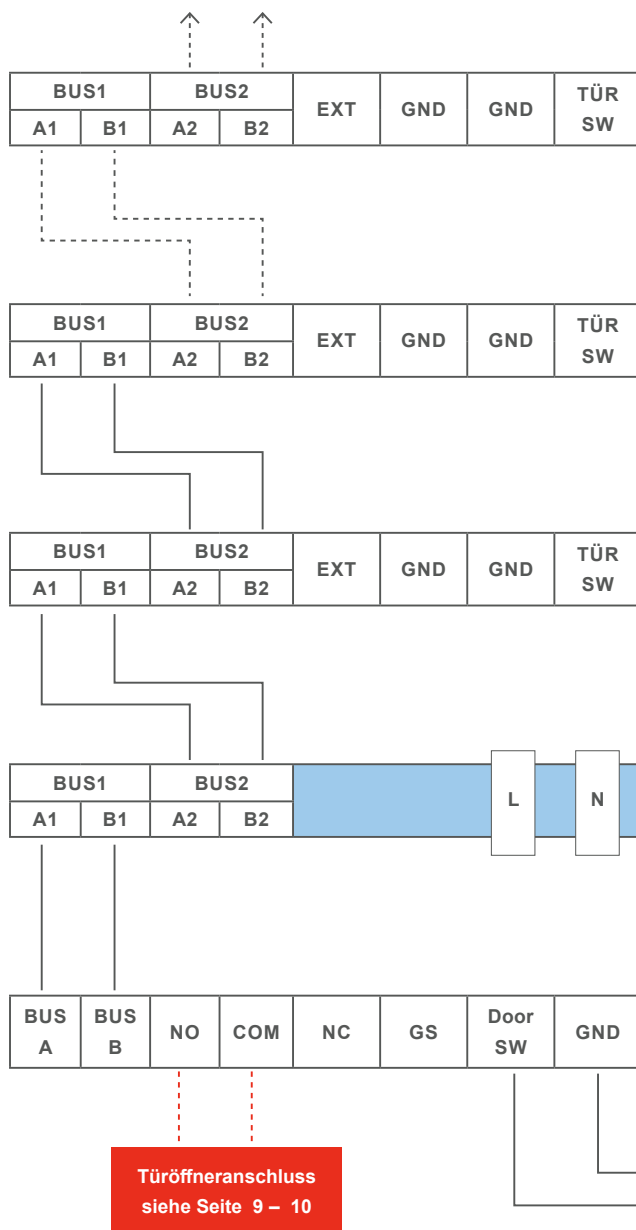 BUS1 BUS2 EXT GND GND TÜR SW
A1 B1 A2 B2
BUS1 BUS2 EXT GND GND TÜR SW
A1 B1 A2 B2
BUS1 BUS2 EXT GND GND TÜR SW
A1 B1 A2 B2
BUS1 BUS2 L N
A1 B1 A2 B2
BUS A BUS B NO COM NC GS Door SW GND
Türöffneranschluss
siehe Seite 9 – 10